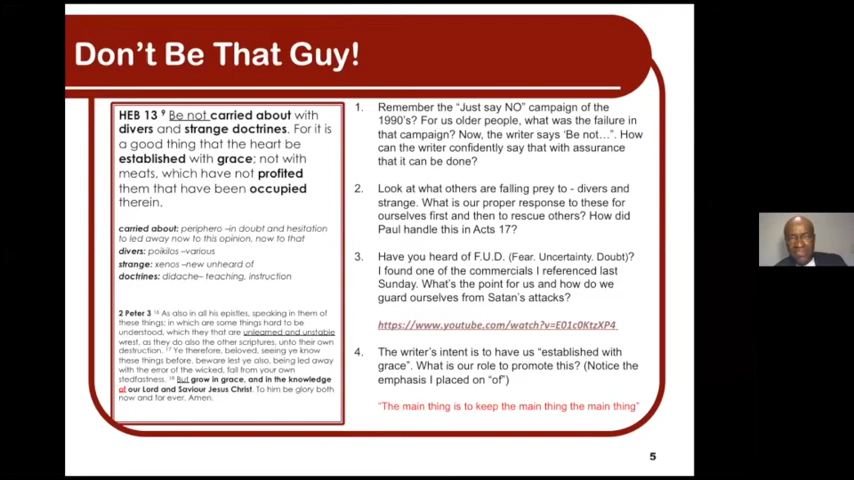 Don't Be That Guy!
HEB 13 9 Be not carried about with
divers and strange doctrines. For it is
a good thing that the heart be
established with grace; not with
meats, which have not profited
them that have been occupied
therein.
carried about: periphero –in doubt and hesitation
to led away now to this opinion, now to that
divers: poikilos –various
strange: xenos –new unheard of
doctrines: didache– teaching, instruction
2 Peter 3 16 As also in all his epistles, speaking in them of
these things; in which are some things hard to be
understood, which they that are unlearned and unstable
wrest, as they do also the other scriptures, unto their own
destruction. 17 Ye therefore, beloved, seeing ye know
these things before, beware lest ye also, being led away
with the error of the wicked, fall from your own
stedfastness. 18 But grow in grace, and in the knowledge
of our Lord and Saviour Jesus Christ. To him be glory both
now and for ever. Amen.
1. Remember the "Just say NO" campaign of the
1990's? For us older people, what was the failure in
that campaign? Now, the writer says 'Be not…". How
can the writer confidently say that with assurance
that it can be done?
2. Look at what others are falling prey to - divers and
strange. What is our proper response to these for
ourselves first and then to rescue others? How did
Paul handle this in Acts 17?
3. Have you heard of F.U.D. (Fear. Uncertainty. Doubt)?
I found one of the commercials I referenced last
Sunday. What's the point for us and how do we
guard ourselves from Satan's attacks?
https://www.youtube.com/watch?v=E01c0KtzXP4
4. The writer's intent is to have us "established with
grace". What is our role to promote this? (Notice the
emphasis I placed on "of")
"The main thing is to keep the main thing the main thing"
5